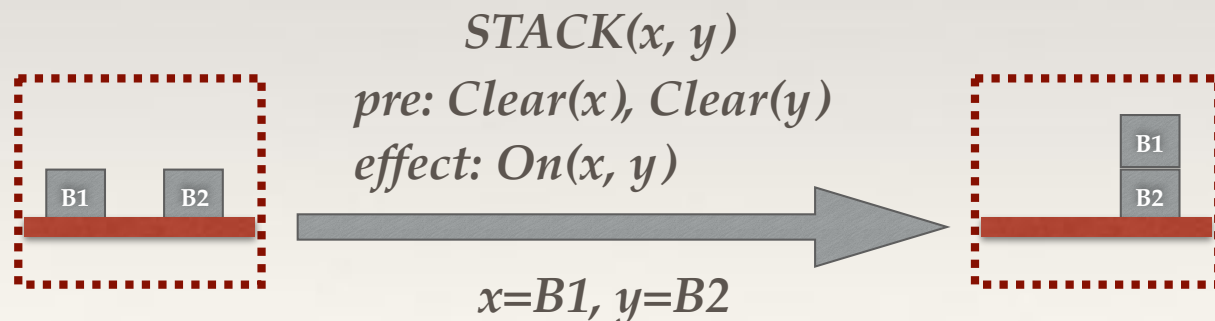 STACK(x, y)
pre: Clear(x), Clear(y)
effect: On(x, y)
B1
B2
B1
B2
x=B1, y=B2